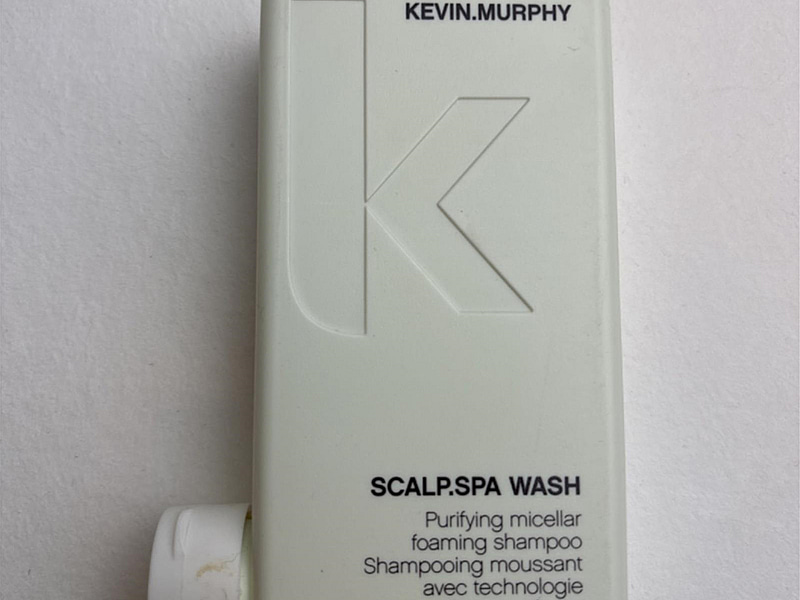 KEVIN.MURPHY
SCALP.SPA WASH
Purifying micellar
foaming shampoo
Shampooing moussant
avec technologie